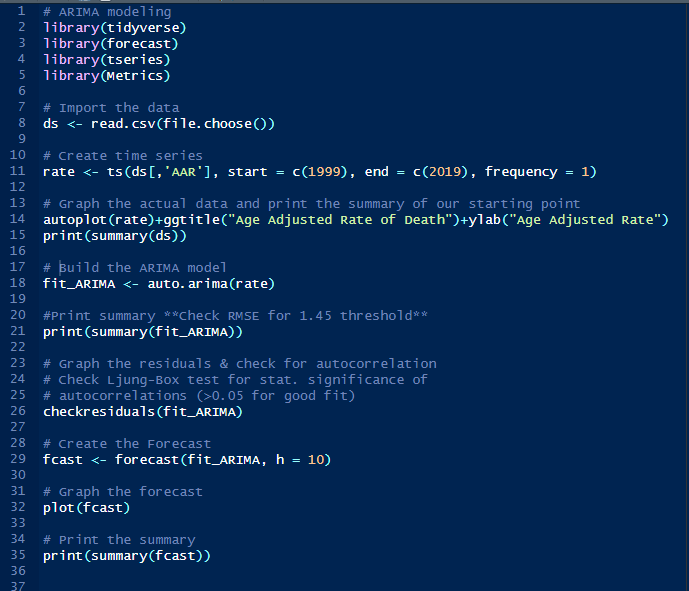 1 # ARIMA modeling
2 library(tidyverse)
3 library(forecast)
4 library(tseries)
5 library(Metrics)
6
7 # Import the data
8 ds <- read.csv(file.choose())
9
10 # Create time series
11 rate <- ts(ds[,'AAR'], start = c(1999), end = c(2019), frequency = 1)
12
13 # Graph the actual data and print the summary of our starting point
14 autoplot(rate)+ggtitle("Age Adjusted Rate of Death")+ylab("Age Adjusted Rate")
15 print(summary(ds))
16
17 # Build the ARIMA model
18 fit_ARIMA <- auto.arima(rate)
19
20 #Print summary **Check RMSE for 1.45 threshold**
21 print(summary(fit_ARIMA))
22
23 # Graph the residuals & check for autocorrelation
24 # Check Ljung-Box test for stat. significance of
25 # autocorrelations (>0.05 for good fit)
26 checkresiduals(fit_ARIMA)
27
28 # Create the Forecast
29 fcast <- forecast(fit_ARIMA, h = 10)
30
31 # Graph the forecast
32 plot(fcast)
33
34 # Print the summary
35 print(summary(fcast))
36
37